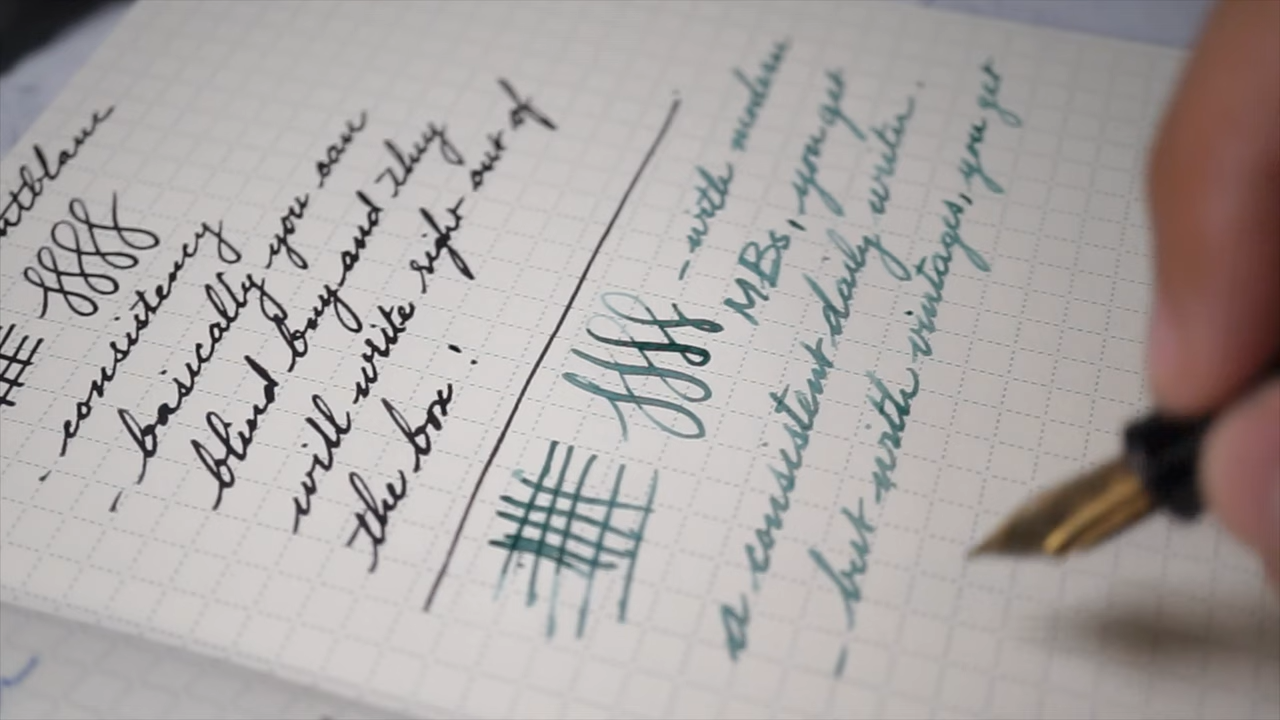 - consistency
- basically you can
blind buy and they
will write right out of
the box!
- with modern
MBs, you get
a consistent daily writer.
- but with vintages, you get